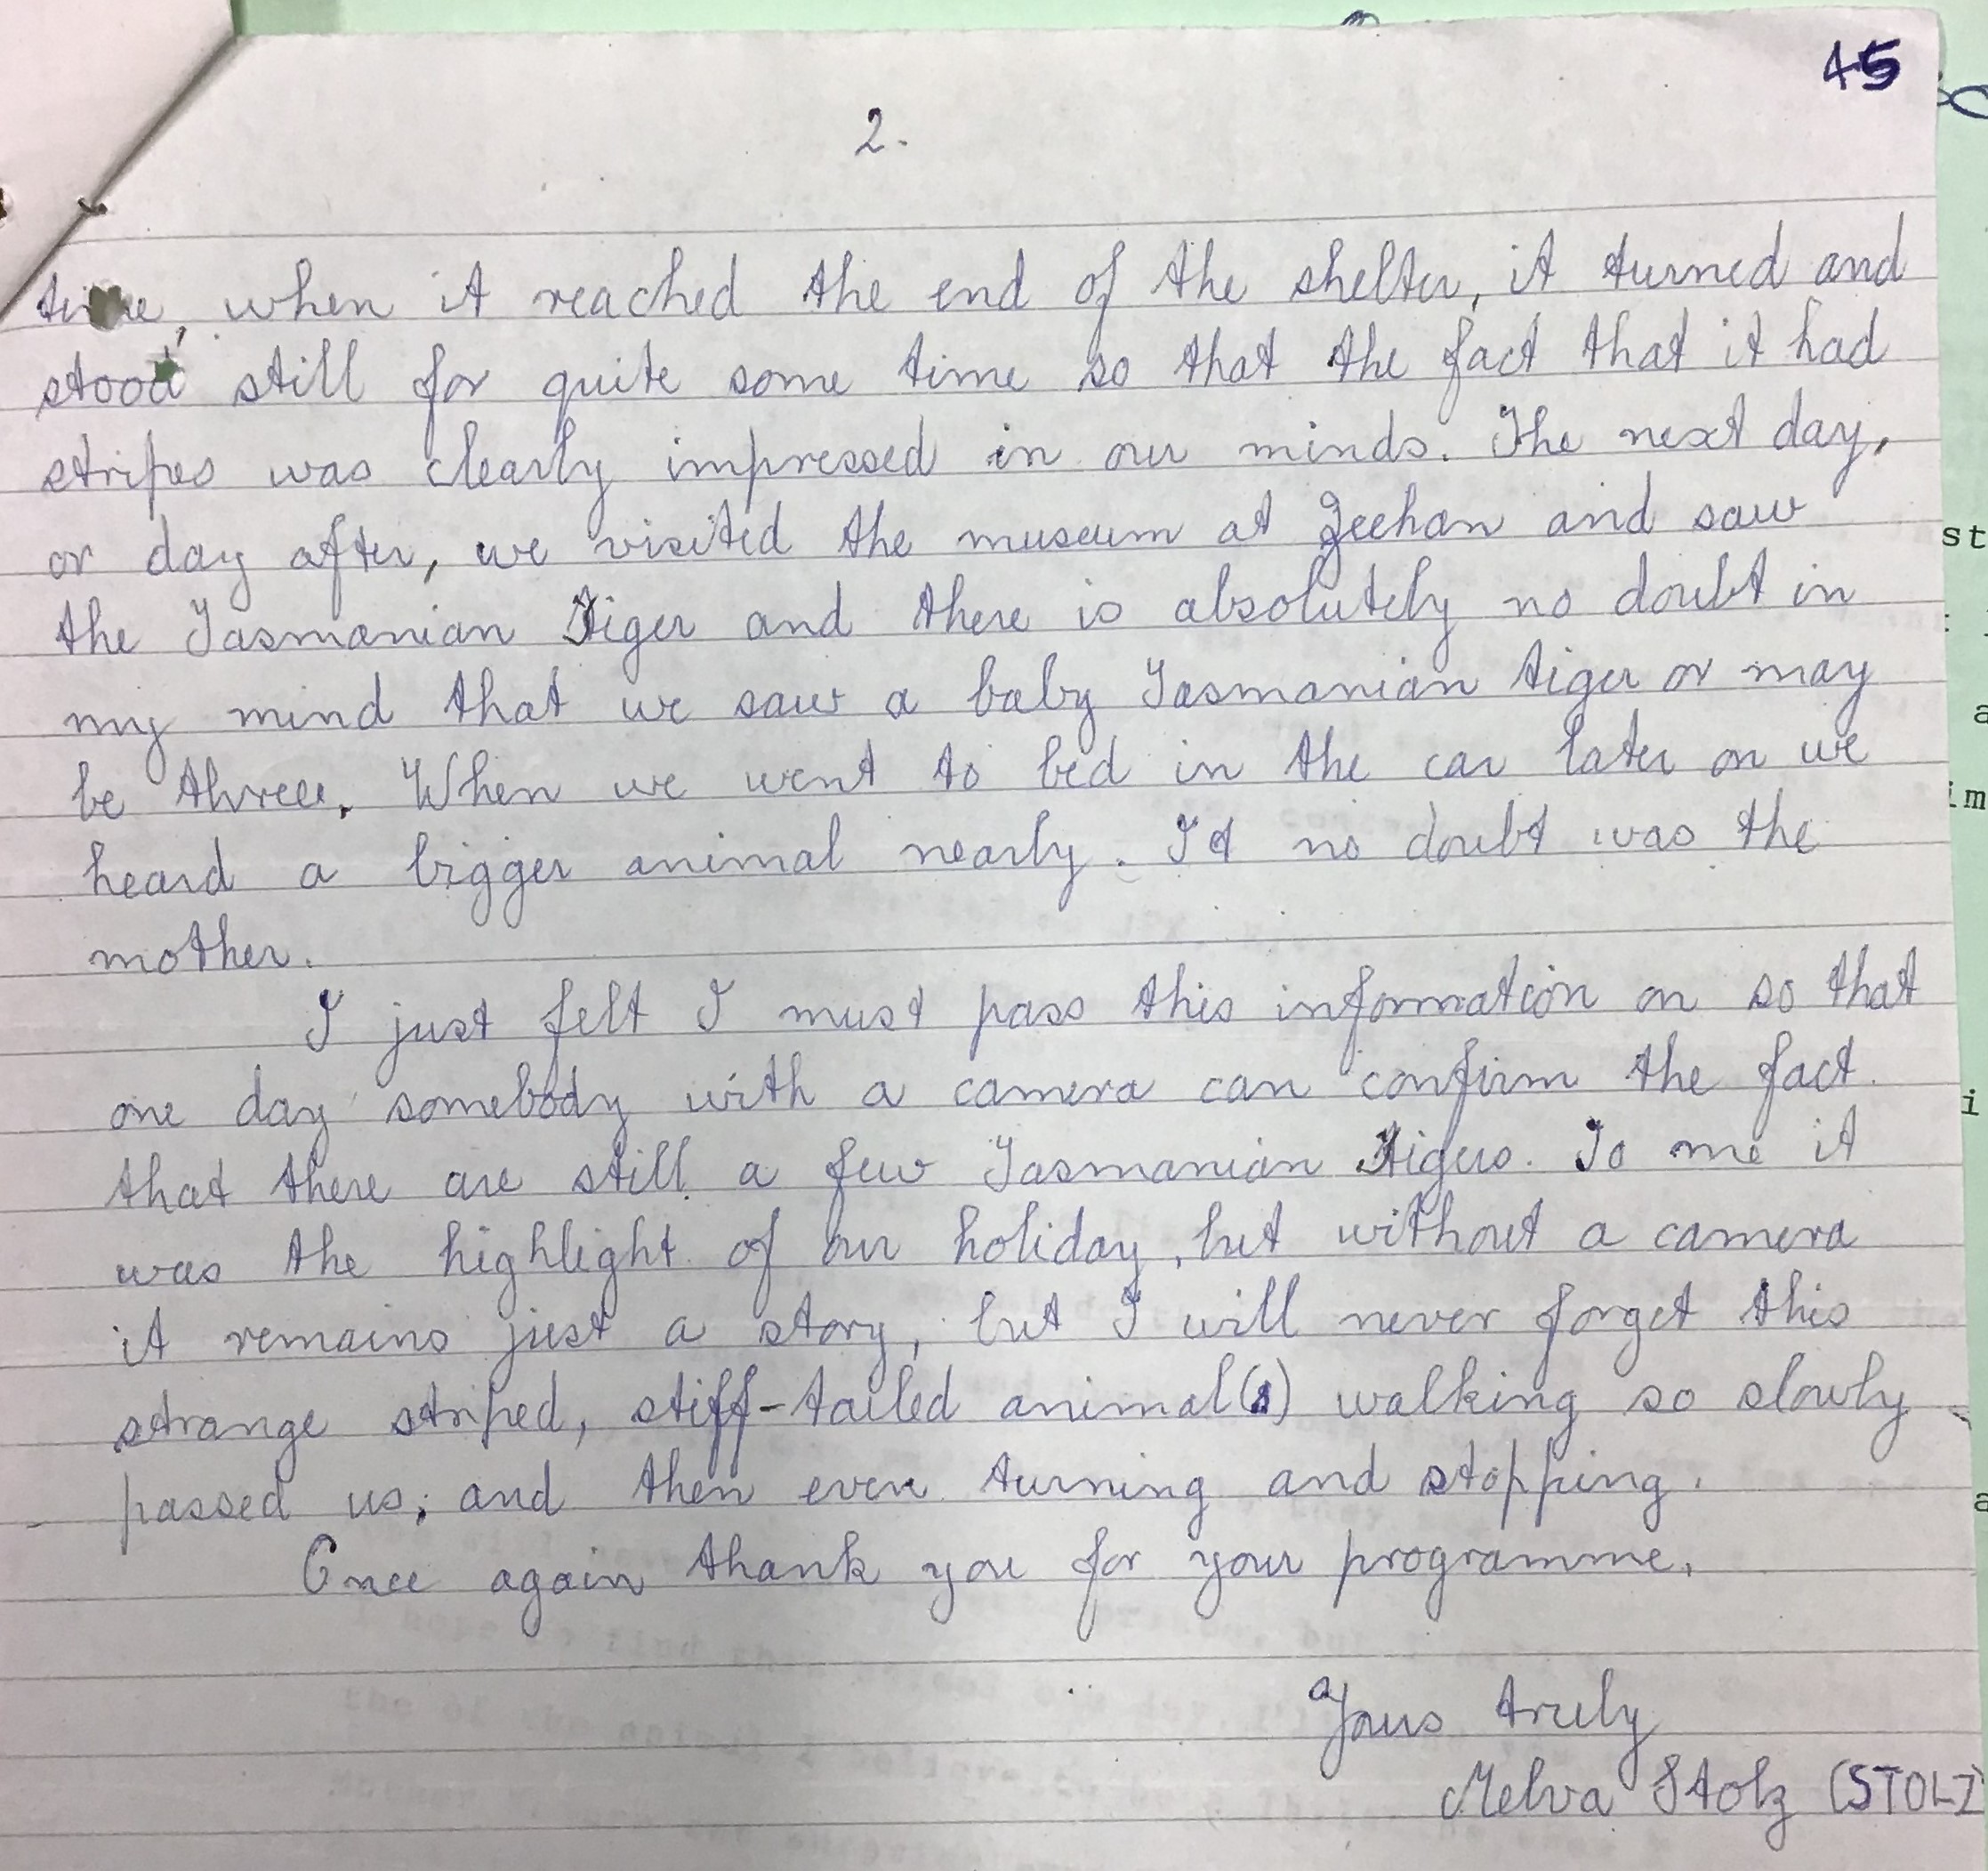 45
2.
time, when it reached the end of the shelter, it turned and
stood still for quite some time so that the fact that it had
stripes was clearly impressed in our minds. The next day,
or day after, we visited the museum at Zeehan and saw
the Tasmanian Tiger and there is absolutely no doubt in
my mind that we saw a baby Tasmanian tiger or may
be three. When we went to bed in the car later on we
heard a bigger animal nearly. It no doubt was the
mother.
I just felt I must pass this information on so that
one day somebody with a camera can confirm the fact
that there are still a few Tasmanian Tigers. To me it
was the highlight of our holiday, but without a camera
it remains just a story, but I will never forget this
strange striped, stiff-tailed animal(s) walking so slowly
passed us; and then even turning and stopping.
Once again thank you for your programme.
Yours truly
Melva Stolz (STOLZ
st
a
im
i
a